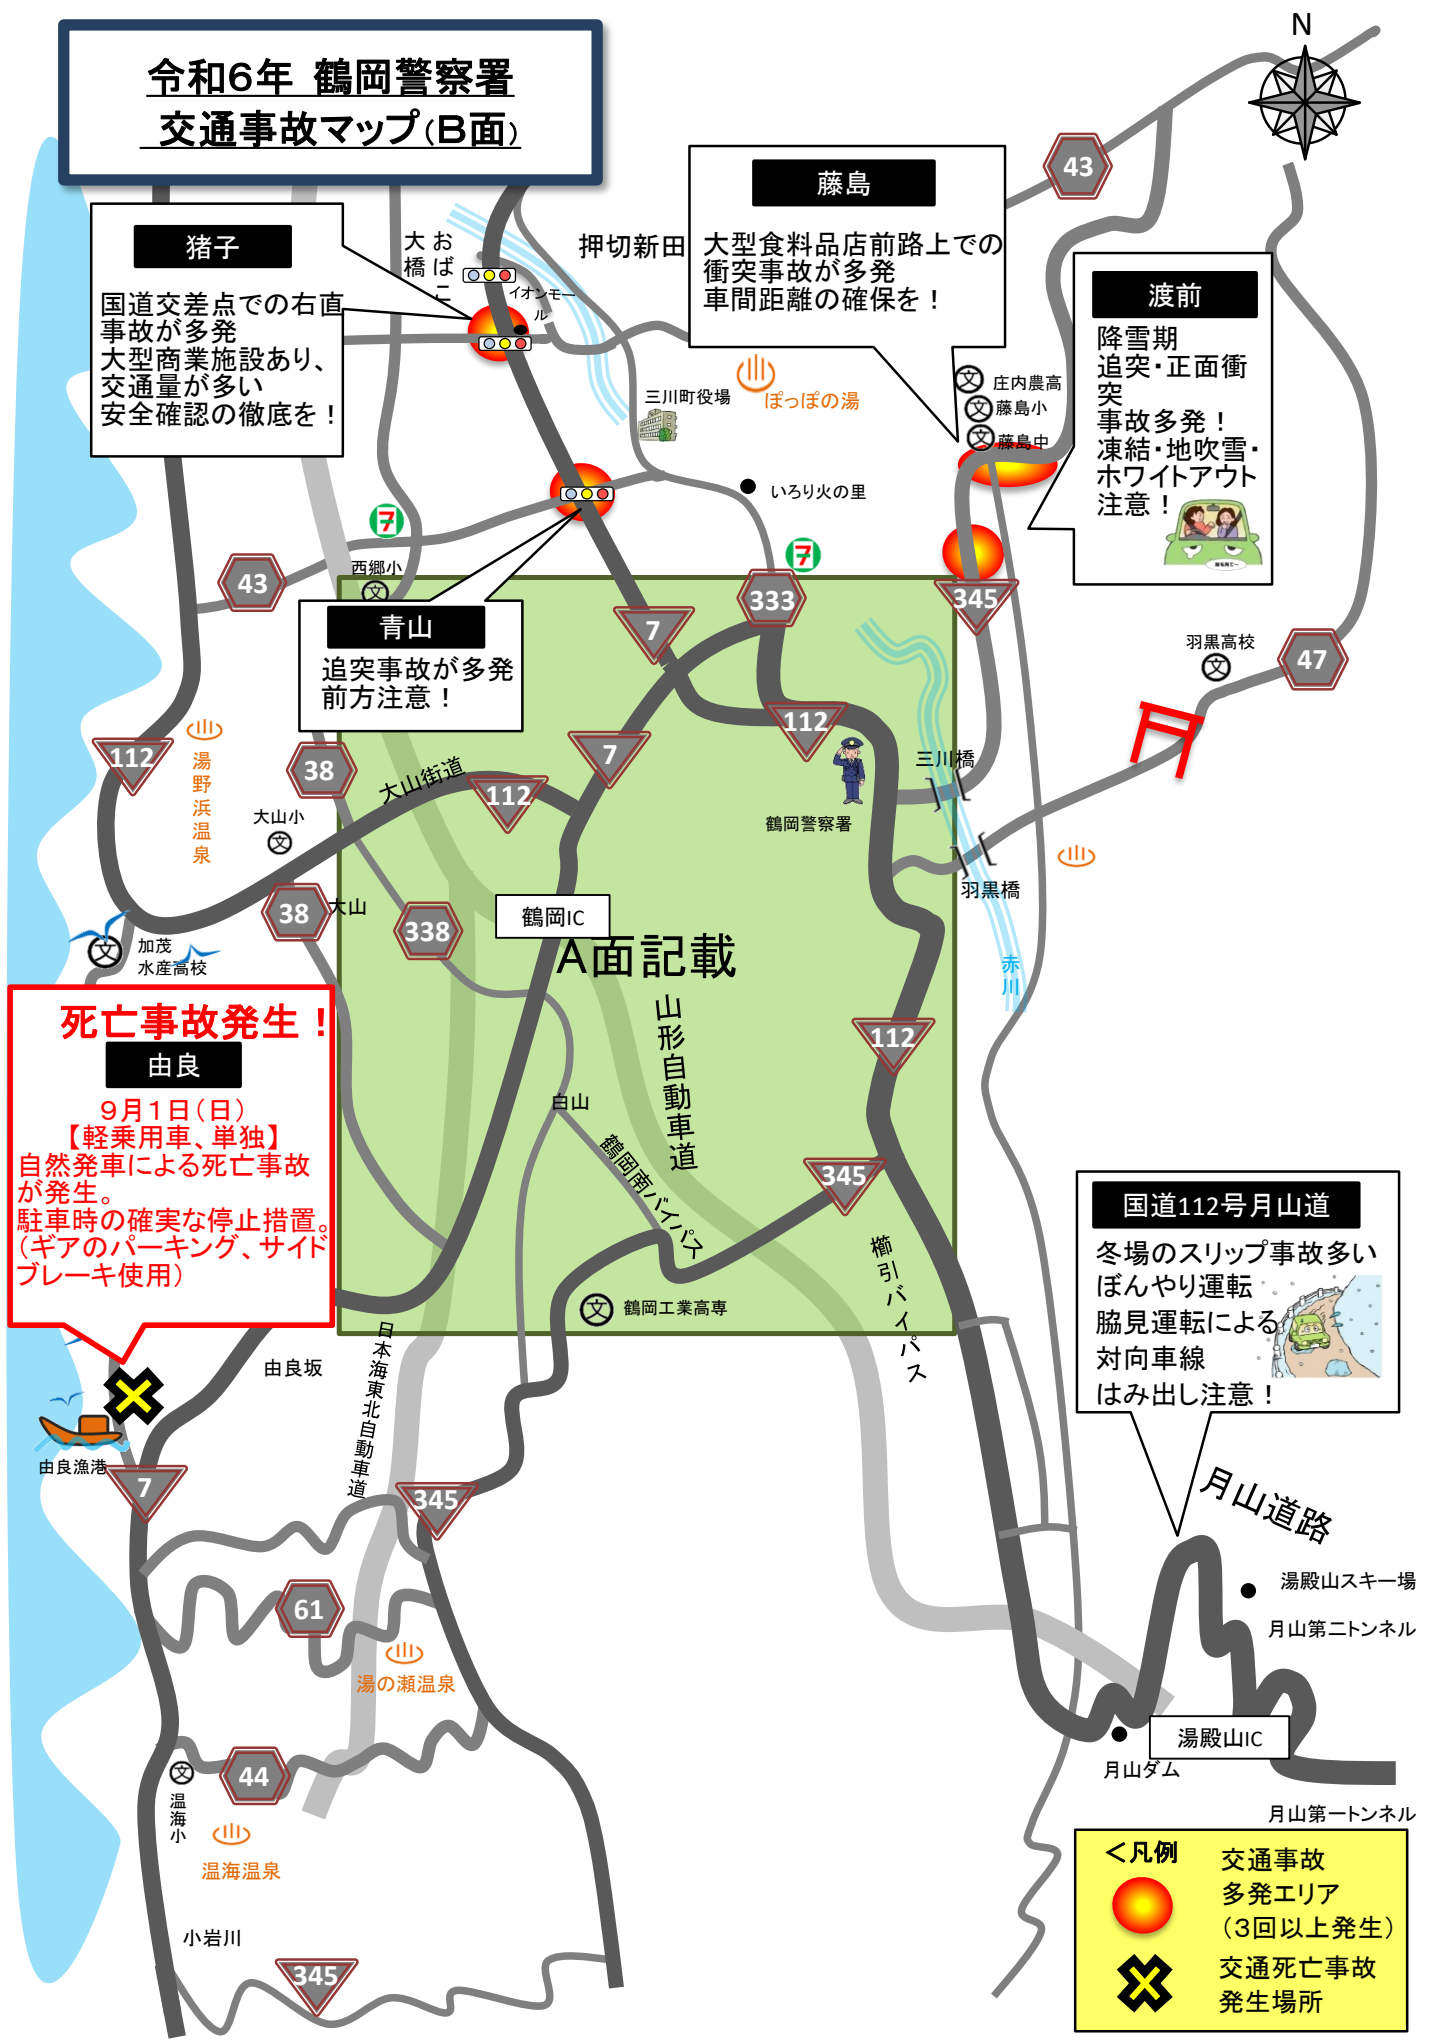 令和6年 鶴岡警察署
交通事故マップ（B面）
N
43
藤島
大型食料品店前路上での
衝突事故が多発
車間距離の確保を！
猪子
国道交差点での右直
事故が多発
大型商業施設あり、
交通量が多い
安全確認の徹底を！
おばこ
大橋
押切新田
イオンモー
ル
渡前
降雪期
追突・正面衝
突
事故多発！
凍結・地吹雪・
ホワイトアウト
注意！
三川町役場
ぽっぽの湯
文
庄内農高
文
藤島小
文
藤島中
いろり火の里
7
7
43
西郷小
文
333
345
7
青山
追突事故が多発
前方注意！
羽黒高校
文
47
112
湯野浜温泉
38
大山街道
112
7
112
三川橋
鶴岡警察署
大山小
文
羽黒橋
38
大山
338
鶴岡IC
A面記載
赤川
文
加茂
水産高校
山形自動車道
112
死亡事故発生！
由良
９月１日（日）
【軽乗用車、単独】
自然発車による死亡事故
が発生。
駐車時の確実な停止措置。
（ギアのパーキング、サイド
ブレーキ使用）
白山
鶴岡南バイパス
345
櫛引バイパス
国道112号月山道
冬場のスリップ事故多い
ぼんやり運転
脇見運転による
対向車線
はみ出し注意！
文
鶴岡工業高専
由良坂
日本海東北自動車道
由良漁港
7
345
月山道路
湯殿山スキー場
月山第二トンネル
61
湯の瀬温泉
湯殿山IC
月山ダム
44
文
温海小
温海温泉
月山第一トンネル
小岩川
345
＜凡例
交通事故
多発エリア
（３回以上発生）
交通死亡事故
発生場所